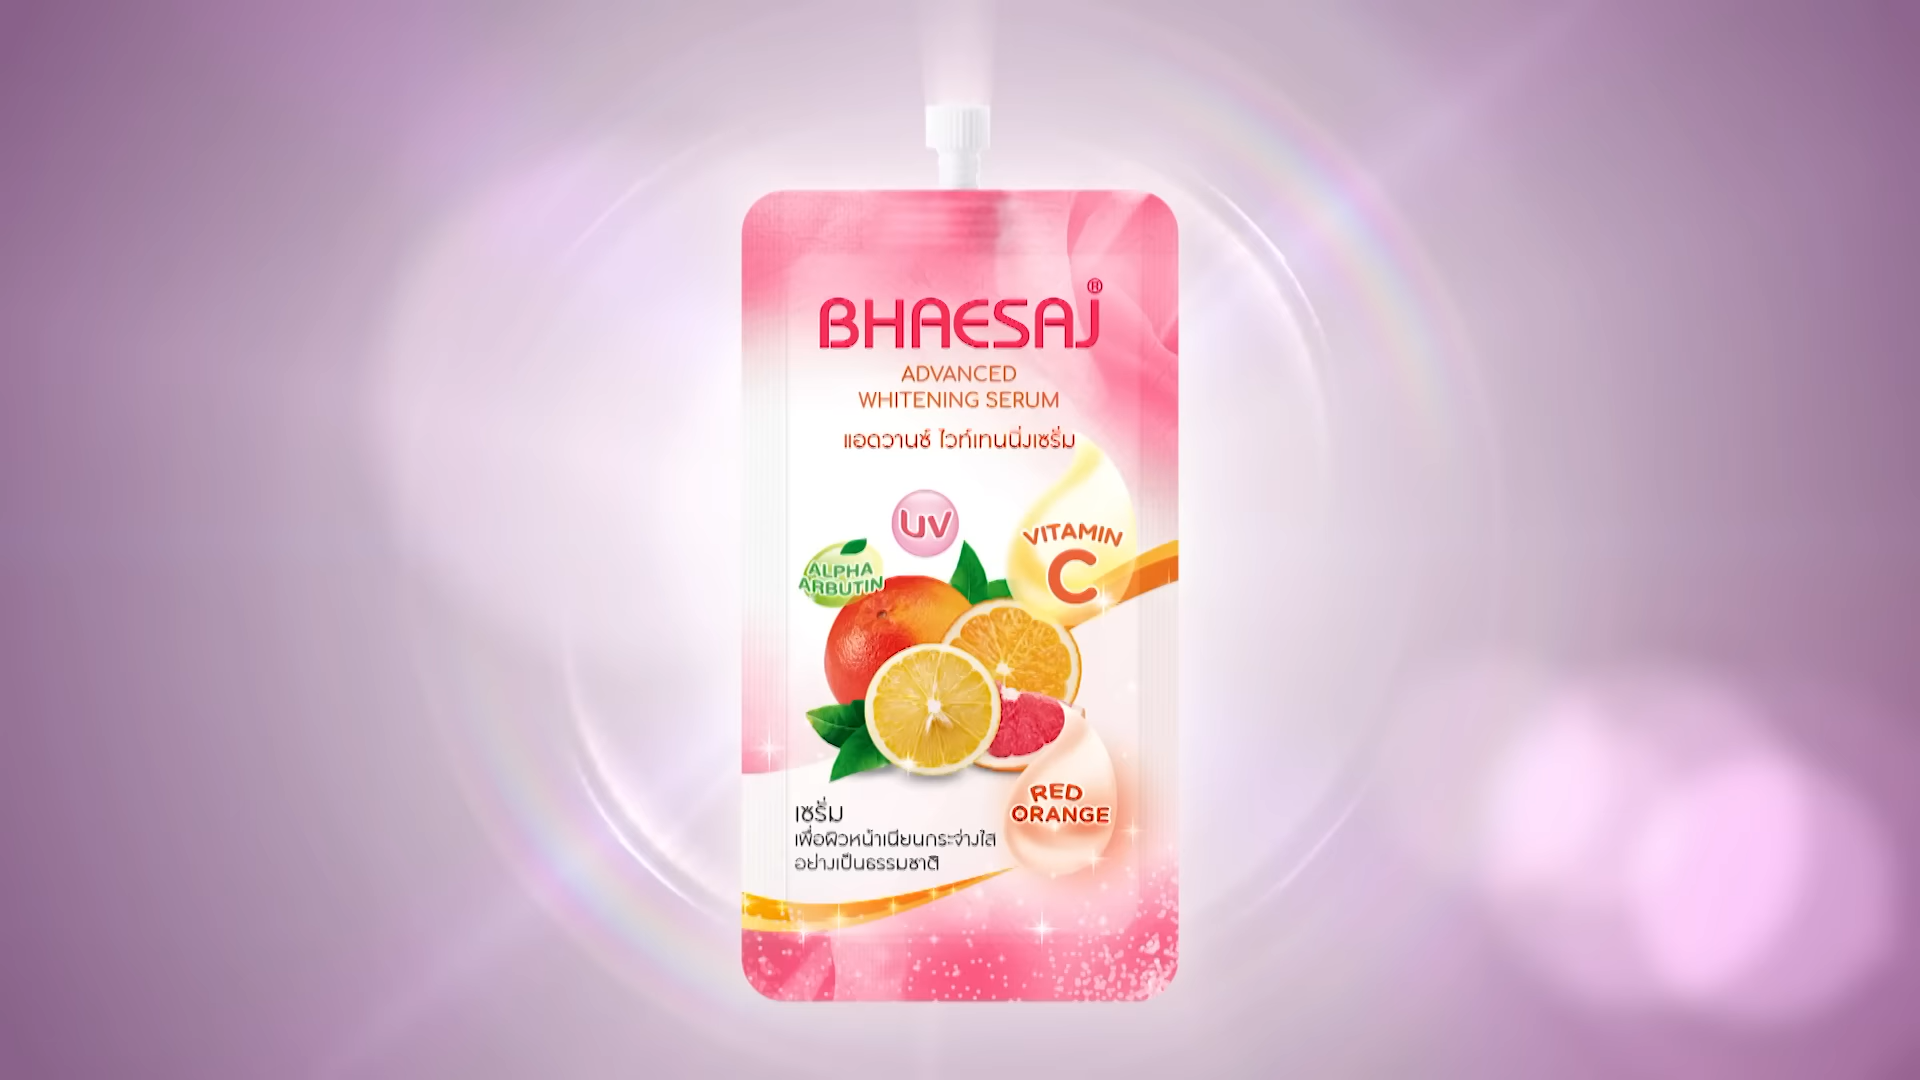 BHAESAJ®
ADVANCED
WHITENING SERUM
แอดวานซ์ ไวท์เทนนิ่งเซรั่ม
UV
VITAMIN
C
ALPHA
ARBUTIN
RED
ORANGE
เซรั่ม
เพื่อผิวหน้าเนียนกระจ่างใส
อย่างเป็นธรรมชาติ